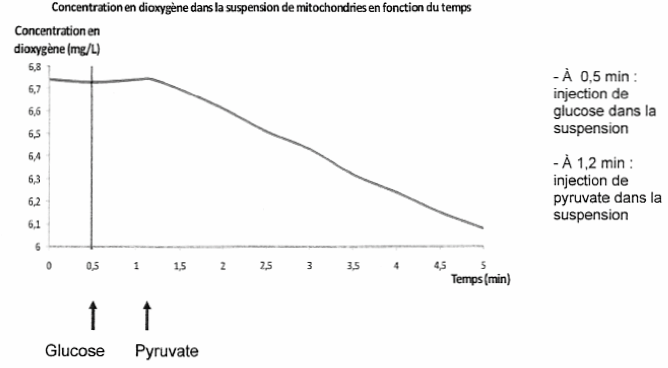 Concentration en dioxygène dans la suspension de mitochondries en fonction du temps
Concentration en
dioxygène (mg/L)
6,8
6,7
6,6
6,5
6,4
6,3
6,2
6,1
6
0 0,5 1 1,5 2 2,5 3 3,5 4 4,5 5
Temps (min)
Glucose Pyruvate
- À 0,5 min :
injection de
glucose dans la
suspension
- À 1,2 min :
injection de
pyruvate dans la
suspension